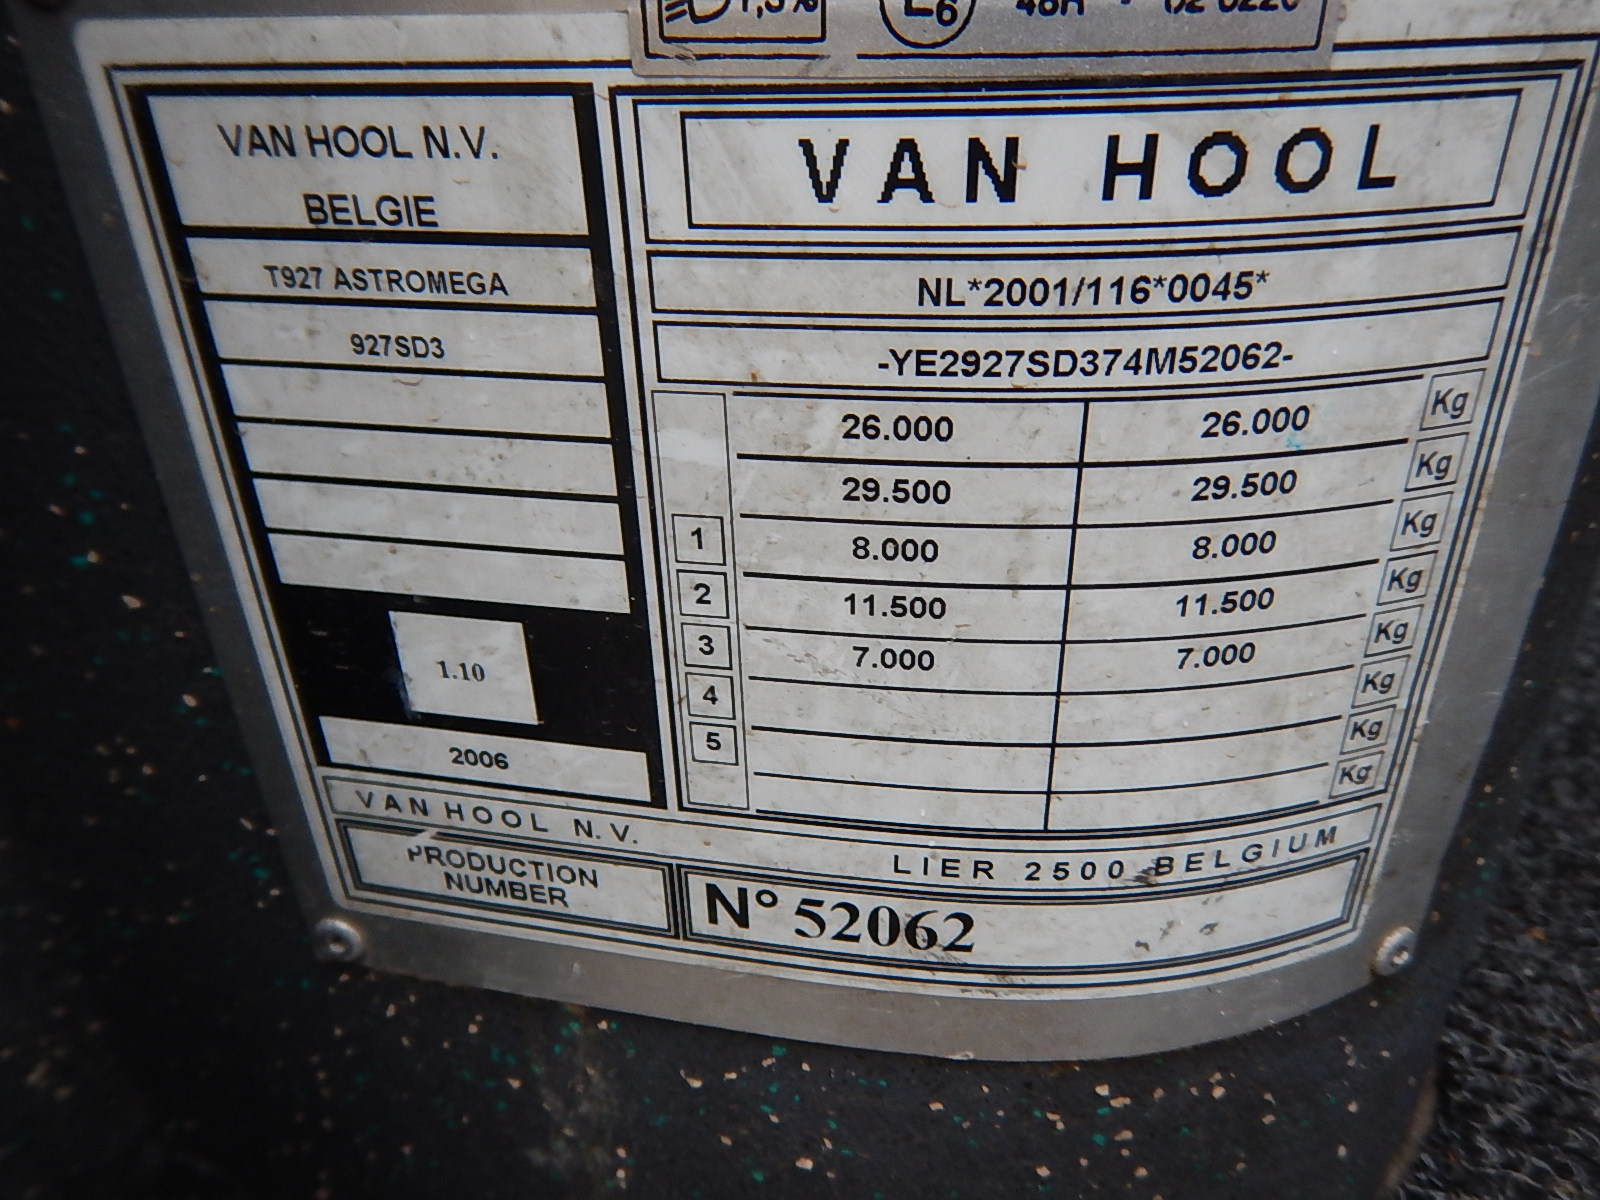 VAN HOOL N.V.
BELGIE
T927 ASTROMEGA
927SD3
1.10
2006
VAN HOOL
NL*2001/116*0045*
-YE2927SD374M52062-
26.000 26.000 Kg
29.500 29.500 Kg
1 8.000 8.000 Kg
2 11.500 11.500 Kg
3 7.000 7.000 Kg
4 Kg
5 Kg
Kg
VAN HOOL N.V. LIER 2500 BELGIUM
PRODUCTION
NUMBER
N° 52062